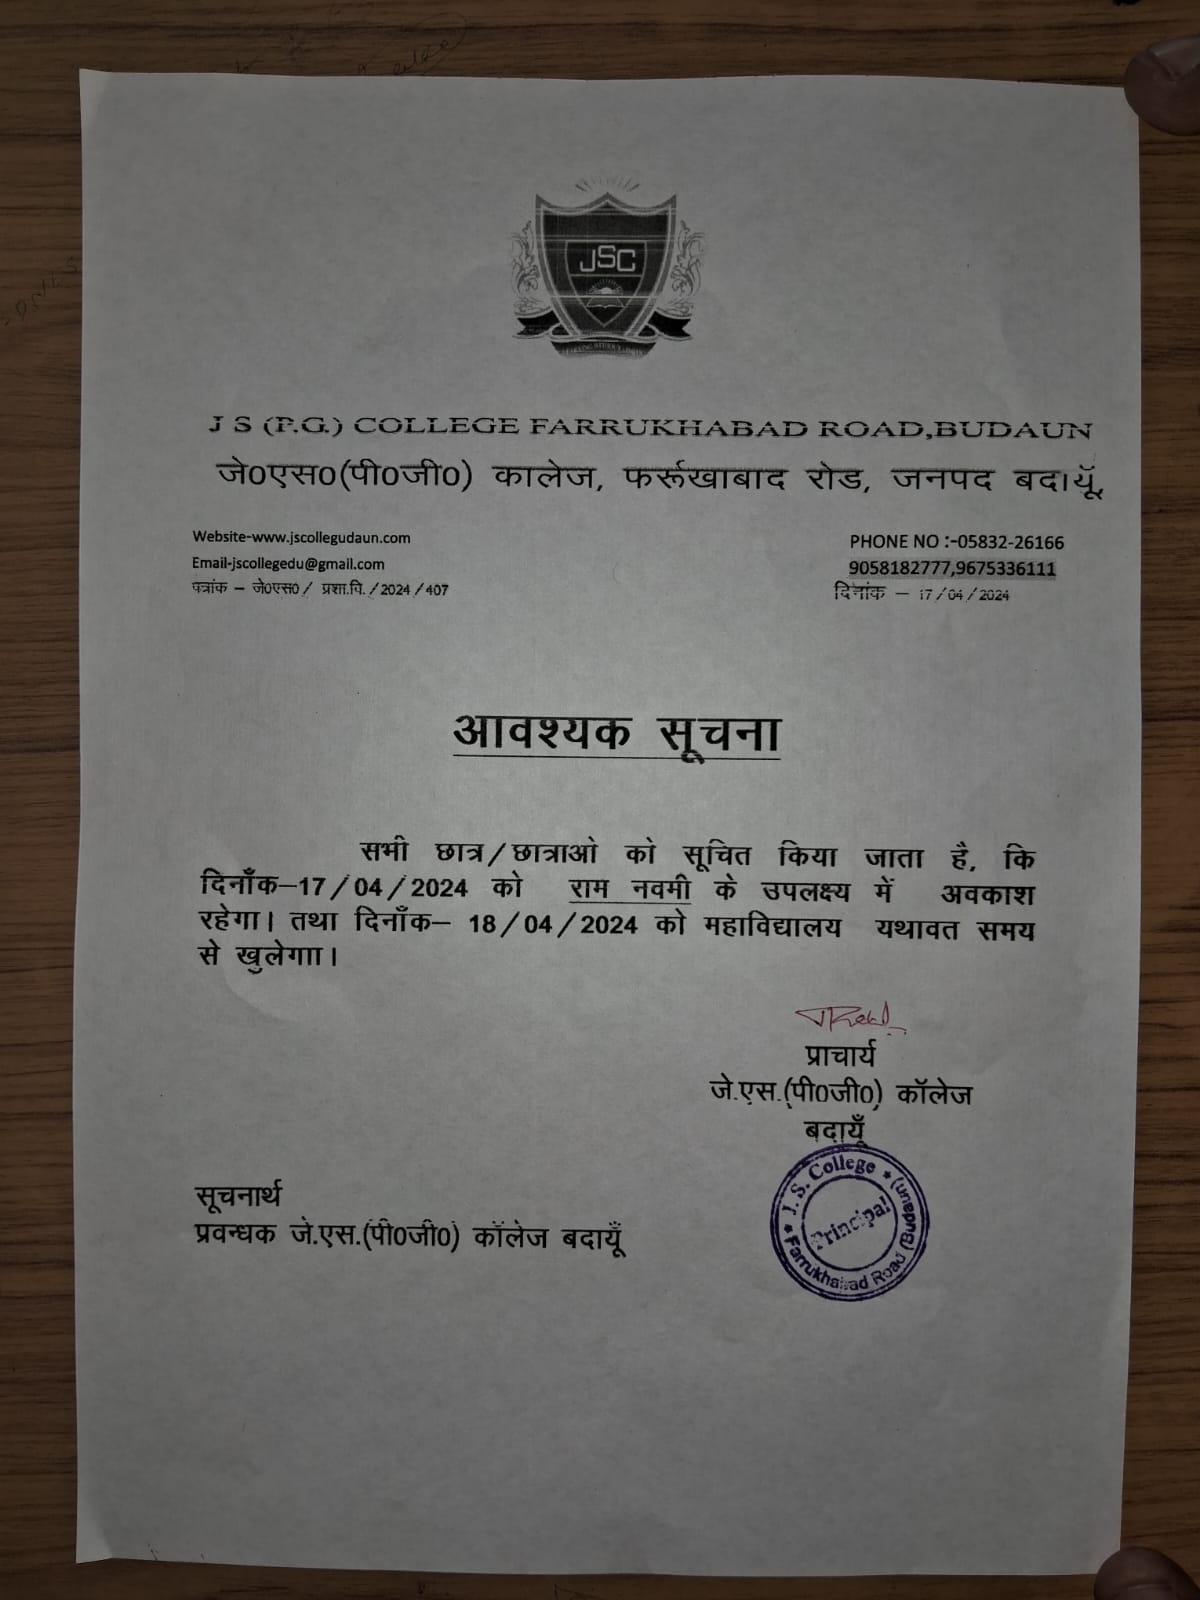 JSC
J S (P.G.) COLLEGE FARRUKHABAD ROAD,BUDAUN
जे0एस0(पी0जी0) कालेज, फर्रूखाबाद रोड, जनपद बदायूॅ,
Website-www.jscollegudaun.com
PHONE NO :-05832-26166
Email-jscollegedu@gmail.com
9058182777,9675336111
पत्रांक – जे0एस0/ प्रशा.वि. /2024/407
दिनांक – 17/04/2024
आवश्यक सूचना
सभी छात्र/छात्राओ को सूचित किया जाता है, कि
दिनाँक–17/04/2024 को राम नवमी के उपलक्ष्य में अवकाश
रहेगा। तथा दिनाँक– 18/04/2024 को महाविद्यालय यथावत समय
से खुलेगाा।
प्राचार्य
जे.एस.(पी0जी0) कॉलेज
बदायूँ
सूचनार्थ
प्रवन्धक जे.एस.(पी0जी0) कॉलेज बदायूँ
J. S. College
Principal
Farrukhabad Road (Budaun)